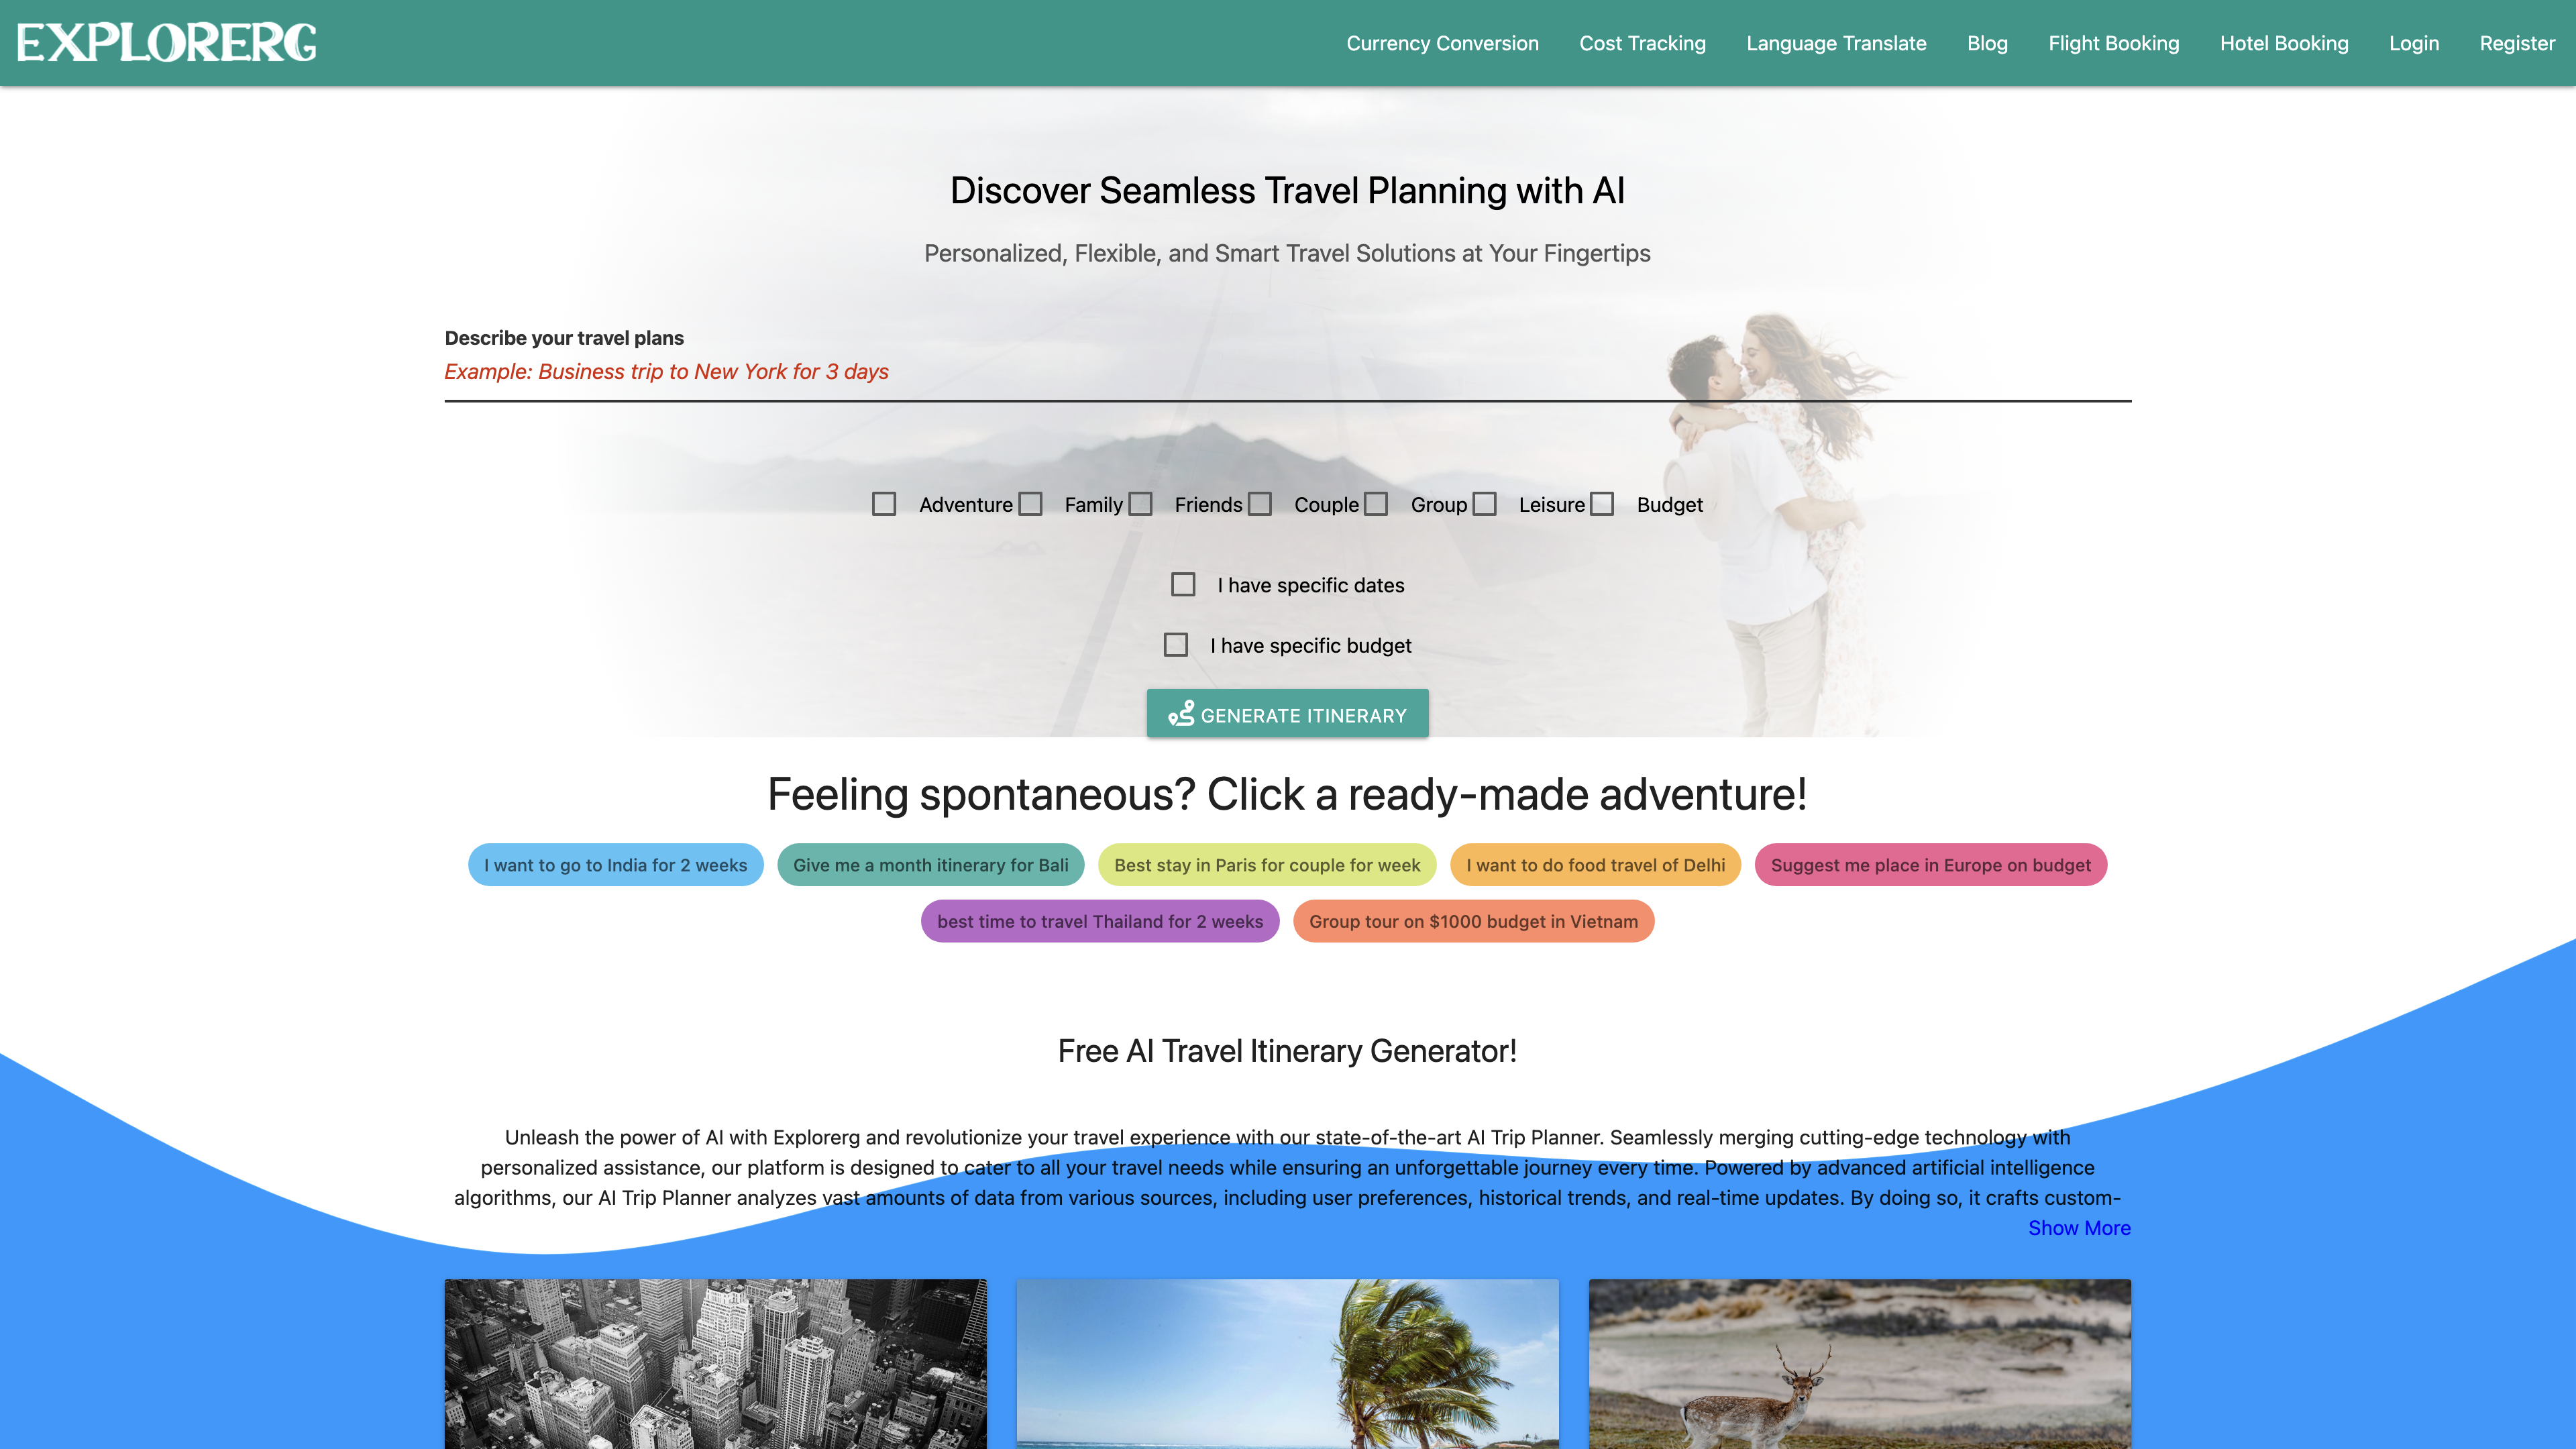 EXPLORERG
Currency Conversion
Cost Tracking
Language Translate
Blog
Flight Booking
Hotel Booking
Login
Register
Discover Seamless Travel Planning with AI
Personalized, Flexible, and Smart Travel Solutions at Your Fingertips
Describe your travel plans
Example: Business trip to New York for 3 days
Adventure
Family
Friends
Couple
Group
Leisure
Budget
I have specific dates
I have specific budget
GENERATE ITINERARY
Feeling spontaneous? Click a ready-made adventure!
I want to go to India for 2 weeks
Give me a month itinerary for Bali
Best stay in Paris for couple for week
I want to do food travel of Delhi
Suggest me place in Europe on budget
best time to travel Thailand for 2 weeks
Group tour on $1000 budget in Vietnam
Free AI Travel Itinerary Generator!
Unleash the power of AI with Explorerg and revolutionize your travel experience with our state-of-the-art AI Trip Planner. Seamlessly merging cutting-edge technology with
personalized assistance, our platform is designed to cater to all your travel needs while ensuring an unforgettable journey every time. Powered by advanced artificial intelligence
algorithms, our AI Trip Planner analyzes vast amounts of data from various sources, including user preferences, historical trends, and real-time updates. By doing so, it crafts custom-
Show More